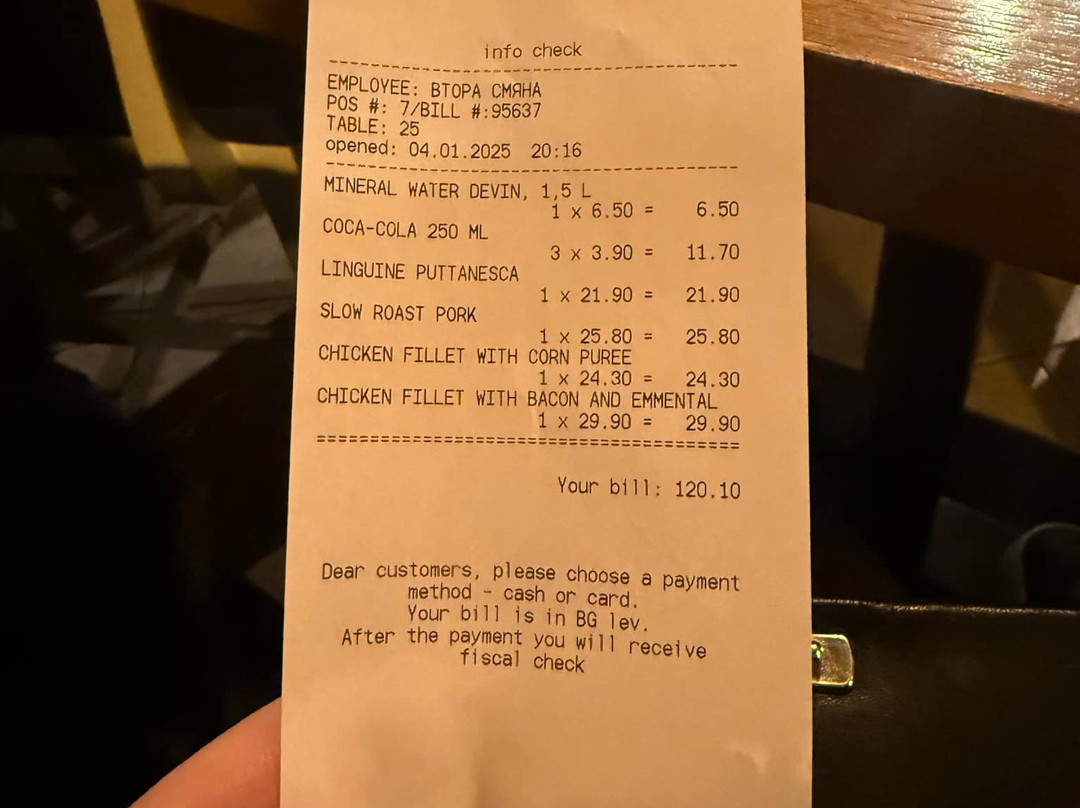 info check
--------------------------------------------------
EMPLOYEE: ВТОРА СМЯНА
POS #: 7/BILL #:95637
TABLE: 25
opened: 04.01.2025 20:16
--------------------------------------------------
MINERAL WATER DEVIN, 1,5 L
1 x 6.50 = 6.50
COCA-COLA 250 ML
3 x 3.90 = 11.70
LINGUINE PUTTANESCA
1 x 21.90 = 21.90
SLOW ROAST PORK
1 x 25.80 = 25.80
CHICKEN FILLET WITH CORN PUREE
1 x 24.30 = 24.30
CHICKEN FILLET WITH BACON AND EMMENTAL
1 x 29.90 = 29.90
==================================================
Your bill: 120.10
Dear customers, please choose a payment
method - cash or card.
Your bill is in BG lev.
After the payment you will receive
fiscal check